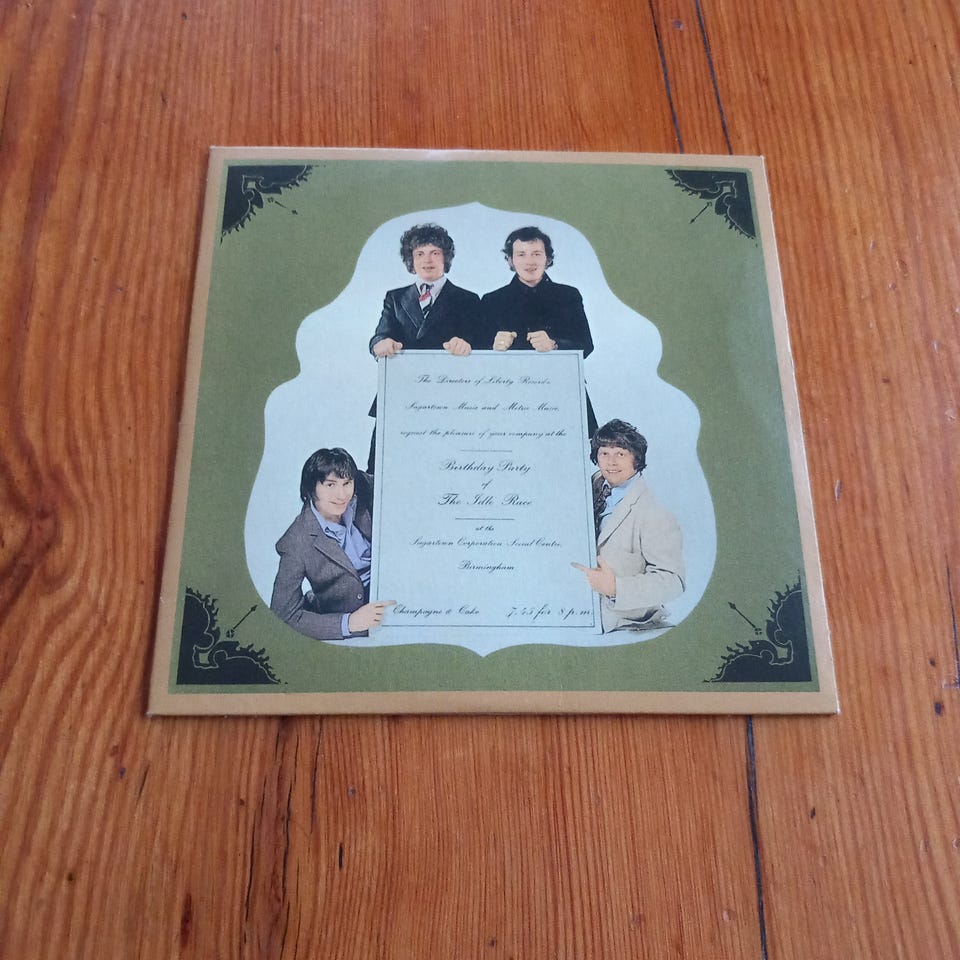 The Directors of Liberty Records,
Sugartown Music and Metric Music,
request the pleasure of your company at the
Birthday Party
of
The Idle Race
at the
Sugartown Corporation Social Centre,
Birmingham
Champagne & Cake 7.45 for 8 p.m.